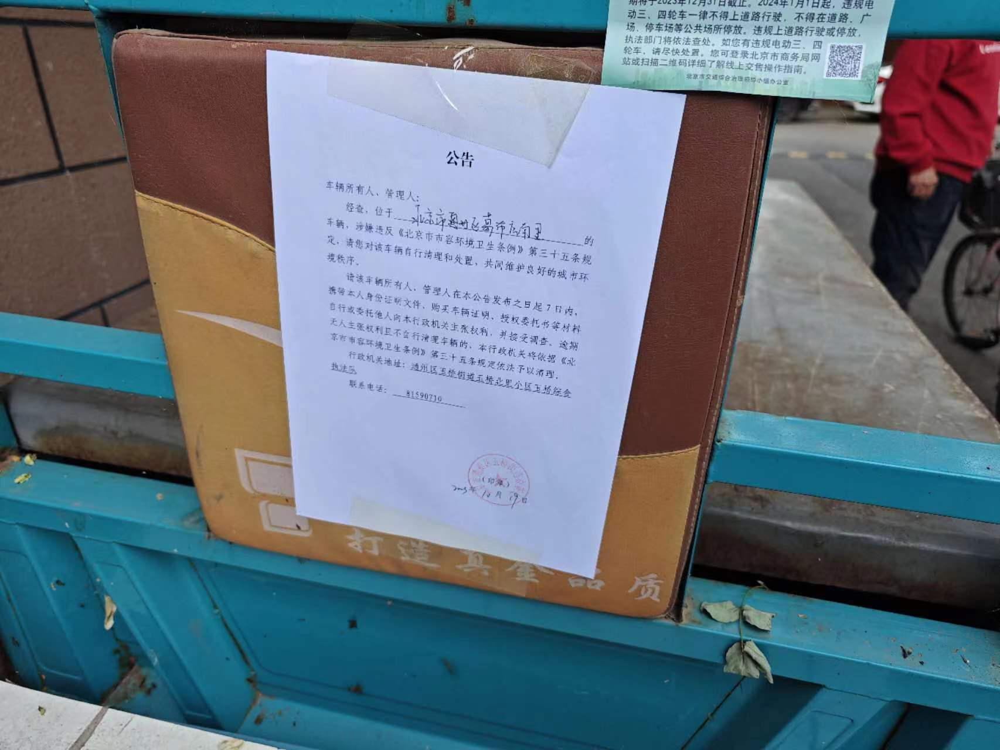 期将于2023年12月31日截止。2024年1月1日起，违规电
动三、四轮车一律不得上道路行驶，不得在道路、广
场、停车场等公共场所停放。违规上道路行驶或停放，
执法部门将依法查处。如您有违规电动三、四
轮车，请尽快处置。您可登录北京市商务局网
站或扫描二维码详细了解线上交售操作指南。
北京市交通综合治理领导小组办公室
公告
车辆所有人、管理人：
经查，位于 北京市通州区葛布店南里 的
车辆，涉嫌违反《北京市市容环境卫生条例》第三十五条规
定，请您对该车辆自行清理和处置，共同维护良好的城市环
境秩序。
请该车辆所有人、管理人在本公告发布之日起7日内，
携带本人身份证明文件、购买车辆证明、授权委托书等材料
自行或委托他人向本行政机关主张权利，并接受调查。逾期
无人主张权利且不自行清理车辆的，本行政机关将依据《北
京市市容环境卫生条例》第三十五条规定依法予以清理。
行政机关地址：通州区玉桥街道玉桥北里小区玉桥综合
执法队
联系电话： 81590710
（印章）
2023年10月19日
打造真金品质